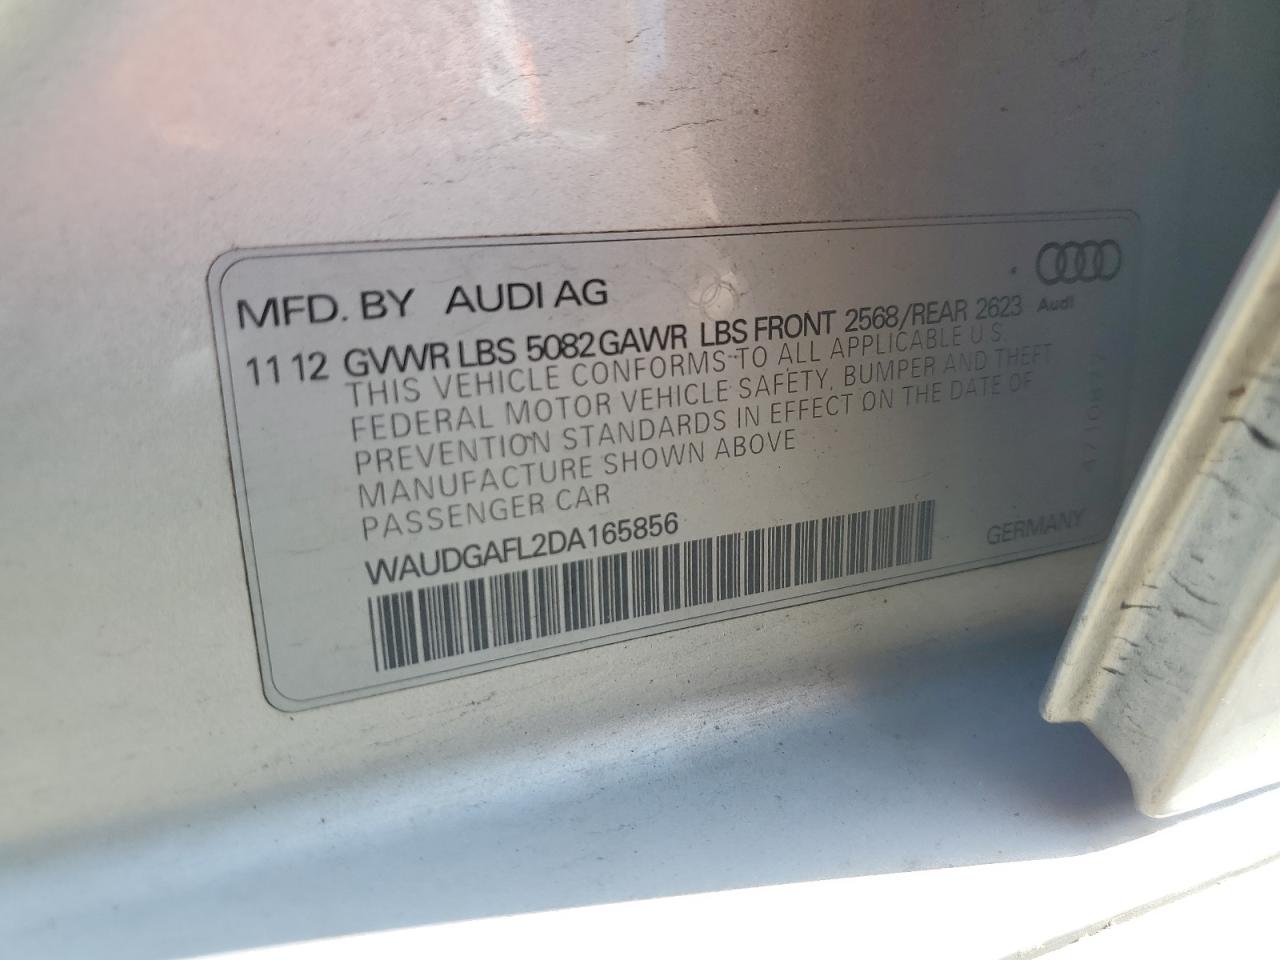 MFD. BY AUDI AG
Audi
11 12 GVWR LBS 5082 GAWR LBS FRONT 2568/REAR 2623
THIS VEHICLE CONFORMS TO ALL APPLICABLE U.S.
FEDERAL MOTOR VEHICLE SAFETY, BUMPER AND THEFT
PREVENTION STANDARDS IN EFFECT ON THE DATE OF
MANUFACTURE SHOWN ABOVE
PASSENGER CAR
WAUDGAFL2DA165856
GERMANY